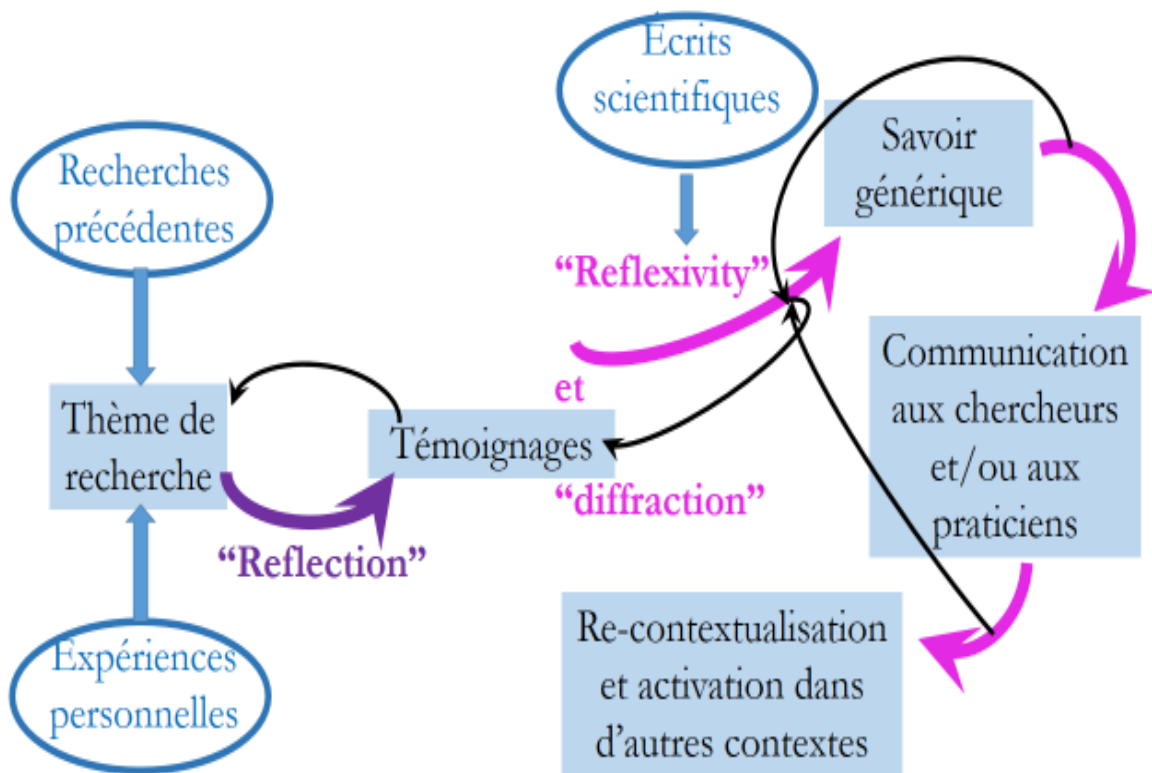 Écrits
scientifiques
Recherches
précédentes
Savoir
générique
“Reflexivity”
et
“diffraction”
Thème de
recherche
Témoignages
“Reflection”
Communication
aux chercheurs
et/ou aux
praticiens
Expériences
personnelles
Re-contextualisation
et activation dans
d’autres contextes